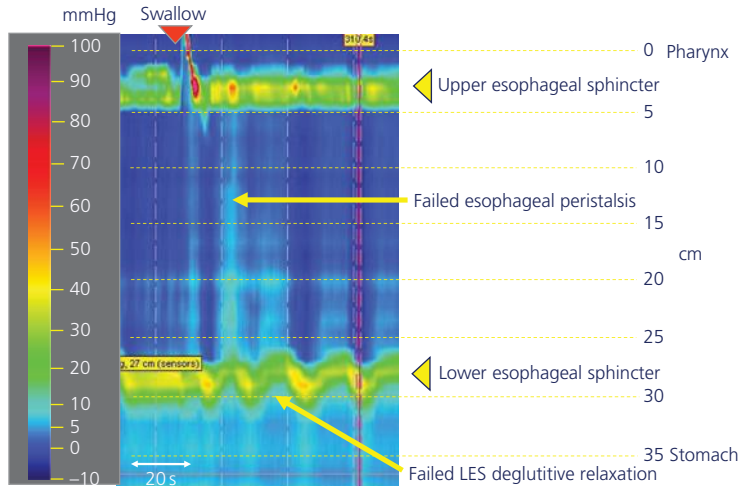 mmHg
Swallow
100
90
80
70
60
50
40
30
20
10
5
0
–10
310.4s
g, 27 cm (sensors)
20 s
0 Pharynx
Upper esophageal sphincter
5
10
Failed esophageal peristalsis
15
cm
20
25
Lower esophageal sphincter
30
35 Stomach
Failed LES deglutitive relaxation